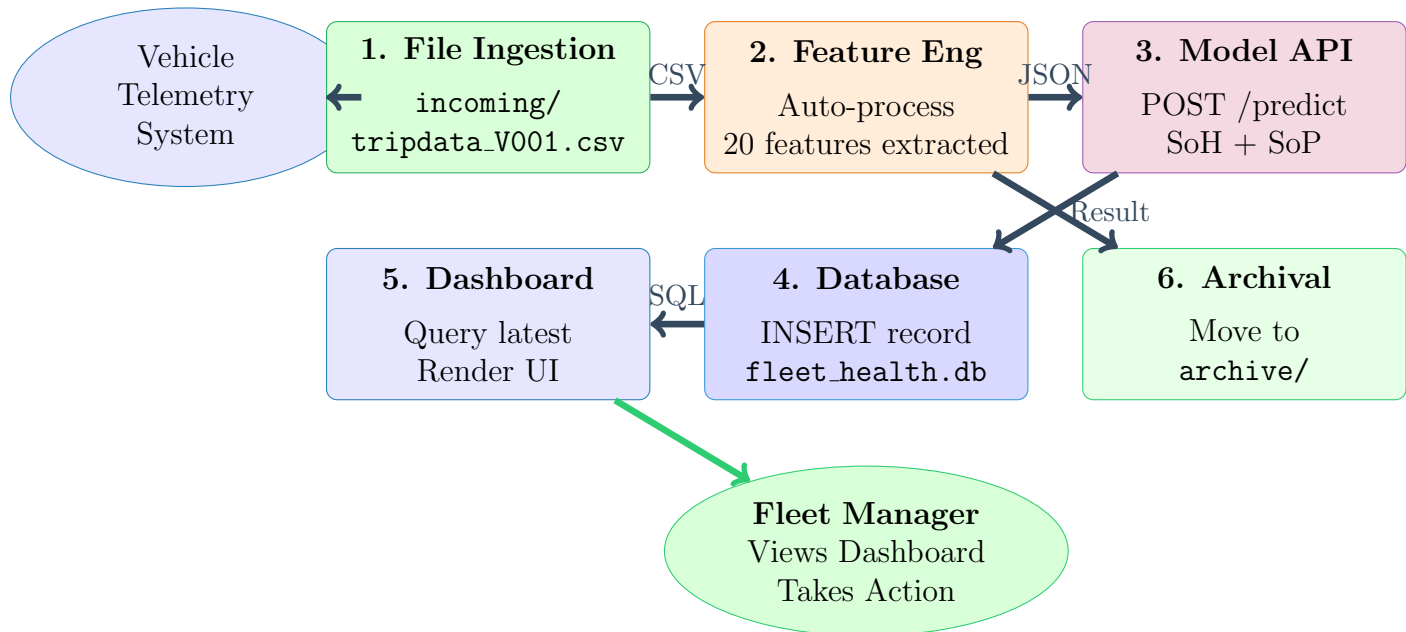 Vehicle
Telemetry
System
1. File Ingestion
incoming/
tripdata_V001.csv
CSV
2. Feature Eng
Auto-process
20 features extracted
JSON
3. Model API
POST /predict
SoH + SoP
Result
5. Dashboard
Query latest
Render UI
SQL
4. Database
INSERT record
fleet_health.db
6. Archival
Move to
archive/
Fleet Manager
Views Dashboard
Takes Action